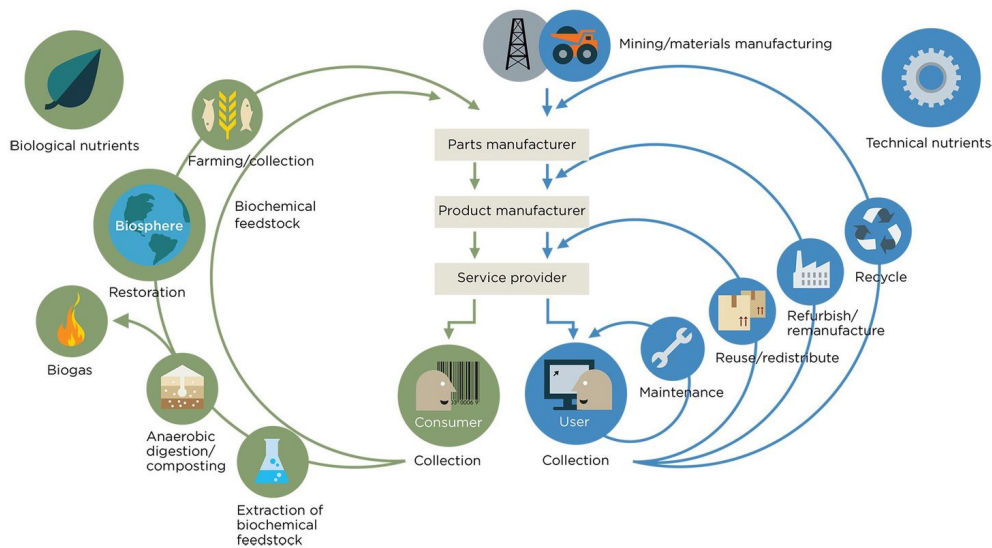 Mining/materials manufacturing
Biological nutrients
Technical nutrients
Farming/collection
Parts manufacturer
Biochemical
feedstock
Product manufacturer
Biosphere
Restoration
Service provider
Recycle
Refurbish/
remanufacture
Reuse/redistribute
Biogas
Maintenance
Consumer
User
Anaerobic
digestion/
composting
Collection
Collection
Extraction of
biochemical
feedstock